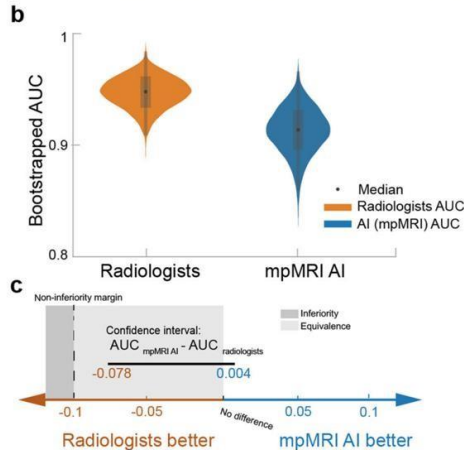 b
1
0.9
0.8
Bootstrapped AUC
Median
Radiologists AUC
AI (mpMRI) AUC
Radiologists
mpMRI AI
c
Non-inferiority margin
Inferiority
Equivalence
Confidence interval:
AUC mpMRI AI - AUC radiologists
-0.078
0.004
-0.1
-0.05
No difference
0.05
0.1
Radiologists better
mpMRI AI better